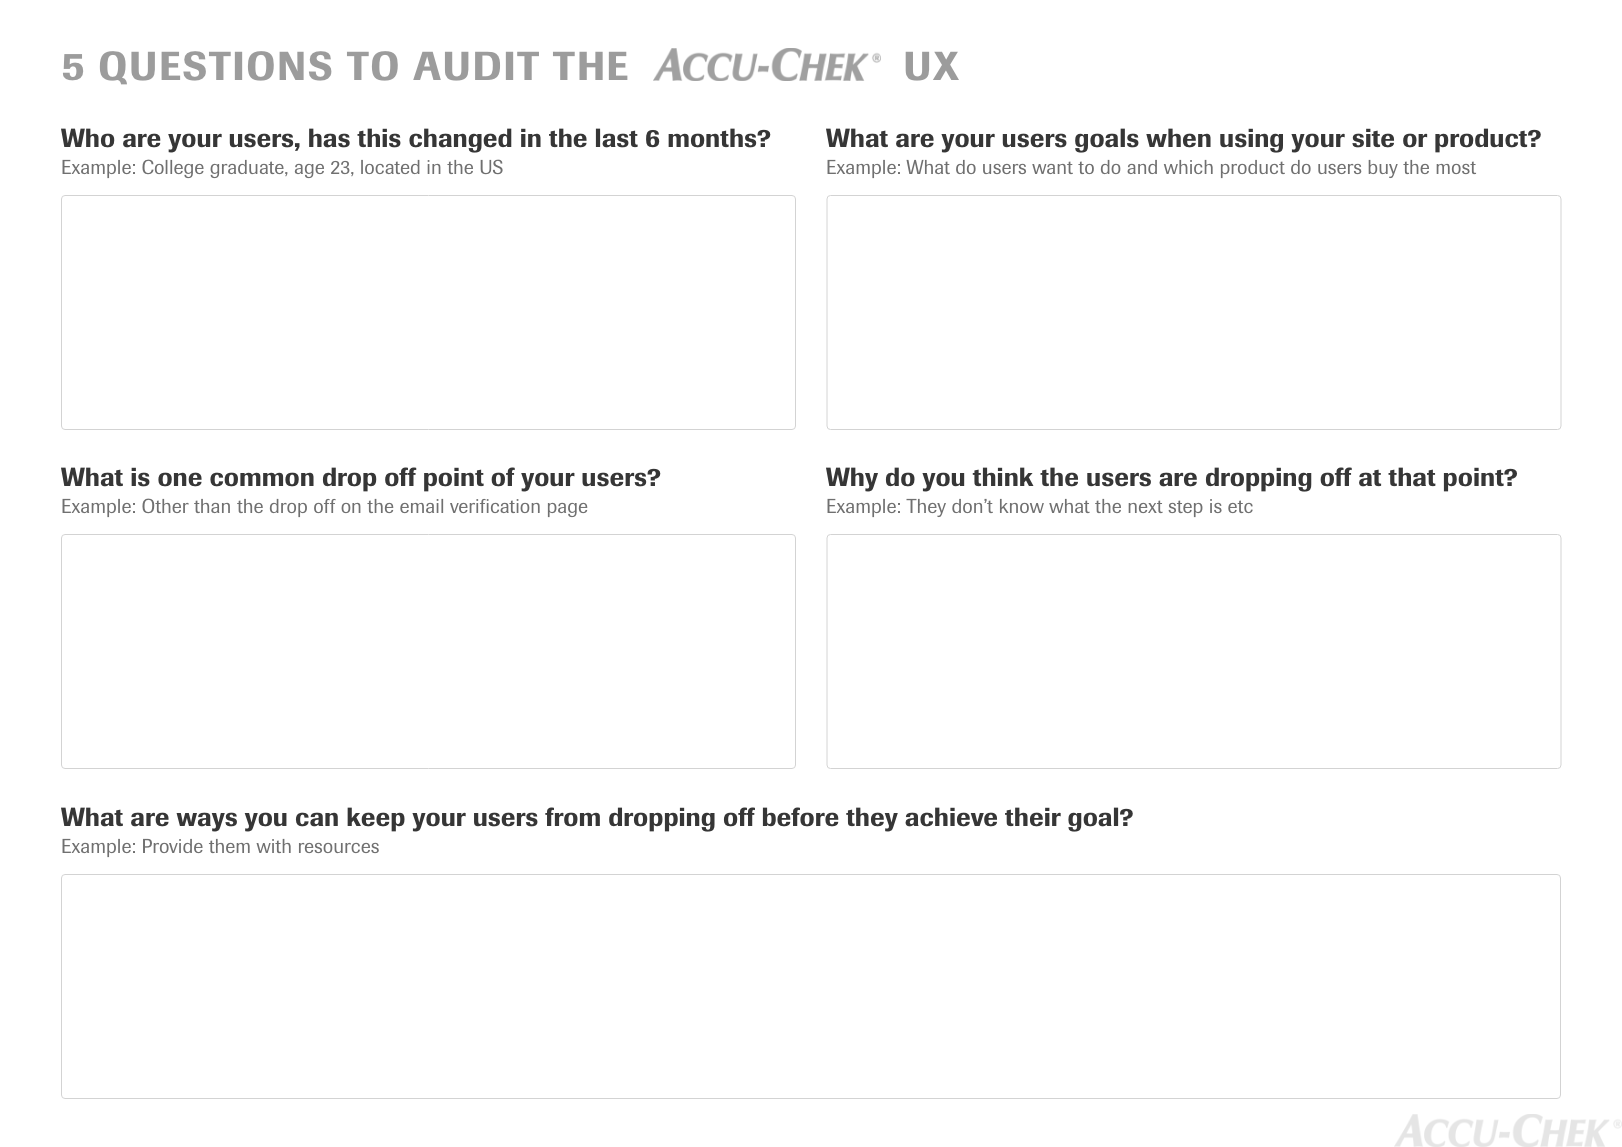 5 QUESTIONS TO AUDIT THE ACCU-CHEK® UX
Who are your users, has this changed in the last 6 months?
Example: College graduate, age 23, located in the US
What are your users goals when using your site or product?
Example: What do users want to do and which product do users buy the most
What is one common drop off point of your users?
Example: Other than the drop off on the email verification page
Why do you think the users are dropping off at that point?
Example: They don’t know what the next step is etc
What are ways you can keep your users from dropping off before they achieve their goal?
Example: Provide them with resources
ACCU-CHEK®